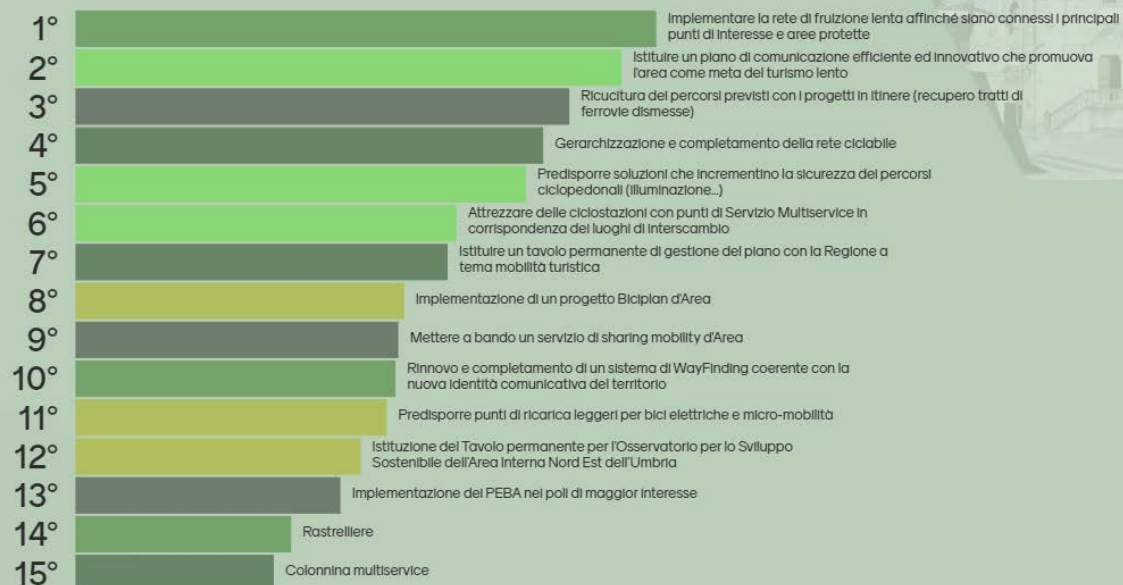 1°
Implementare la rete di fruizione lenta affinché siano connessi i principali
punti di interesse e aree protette
2°
Istituire un piano di comunicazione efficiente ed innovativo che promuova
l'area come meta del turismo lento
3°
Ricucitura dei percorsi previsti con i progetti in itinere (recupero tratti di
ferrovie dismesse)
4°
Gerarchizzazione e completamento della rete ciclabile
5°
Predisporre soluzioni che incrementino la sicurezza dei percorsi
ciclopedonali (illuminazione...)
6°
Attrezzare delle ciclostazioni con punti di Servizio Multiservice in
corrispondenza dei luoghi di interscambio
7°
Istituire un tavolo permanente di gestione del piano con la Regione a
tema mobilità turistica
8°
Implementazione di un progetto Biciplan d'Area
9°
Mettere a bando un servizio di sharing mobility d'Area
10°
Rinnovo e completamento di un sistema di WayFinding coerente con la
nuova identità comunicativa del territorio
11°
Predisporre punti di ricarica leggeri per bici elettriche e micro-mobilità
12°
Istituzione del Tavolo permanente per l'Osservatorio per lo Sviluppo
Sostenibile dell'Area Interna Nord Est dell'Umbria
13°
Implementazione dei PEBA nei poli di maggior interesse
14°
Rastrelliere
15°
Colonnina multiservice